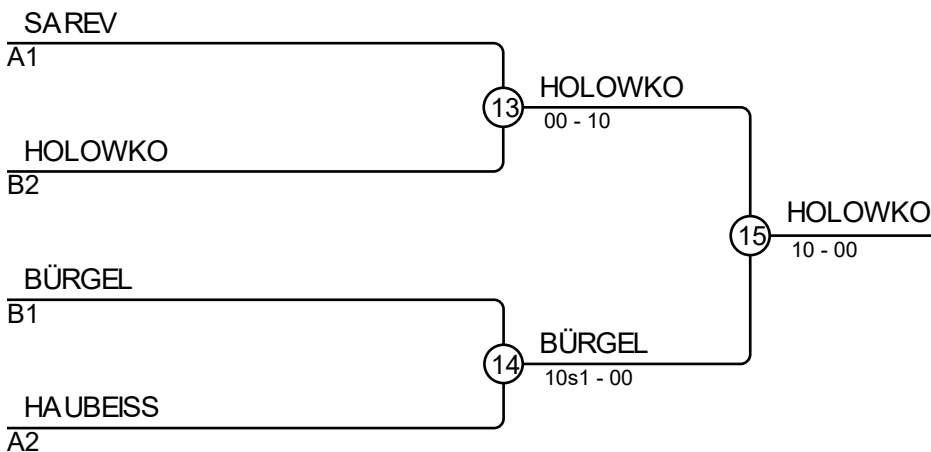 SAREV
A1
13
HOLOWKO
00 - 10
HOLOWKO
B2
15
HOLOWKO
10 - 00
BÜRGEL
B1
14
BÜRGEL
10s1 - 00
HAUBEISS
A2